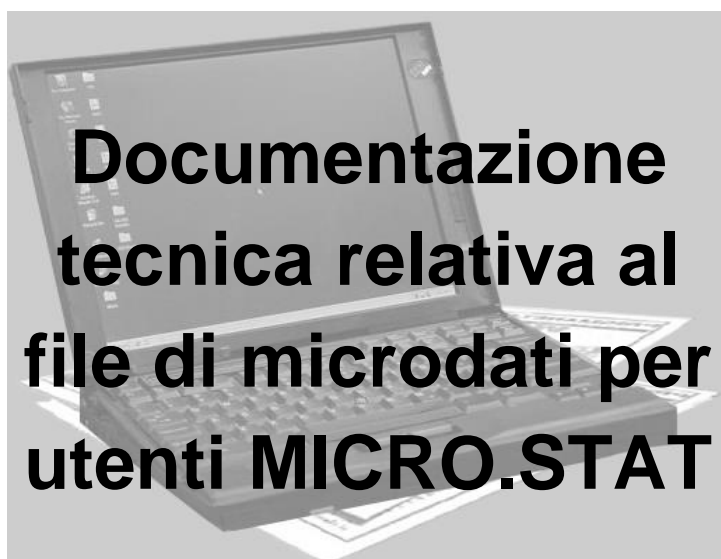 Documentazione
tecnica relativa al
file di microdati per
utenti MICRO.STAT